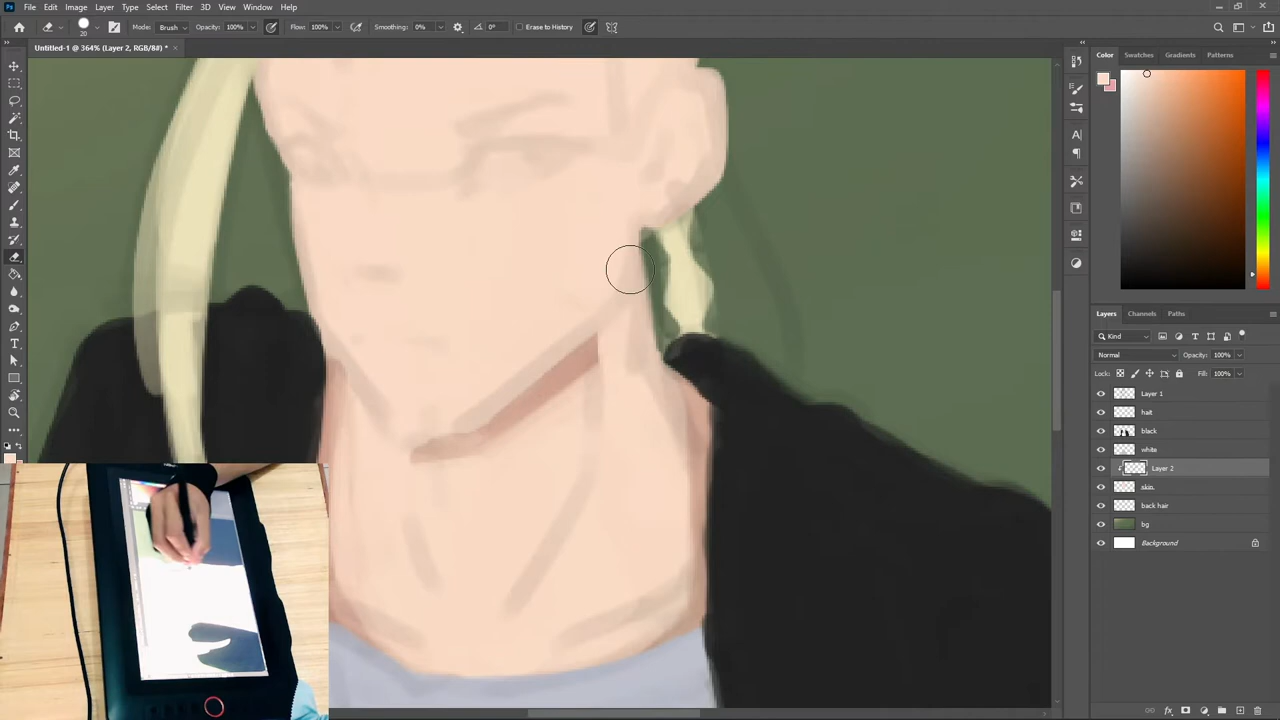 File Edit Image Layer Type Select Filter 3D View Window Help
Mode: Brush Opacity: 100% Flow: 100% Smoothing: 0% 0° Erase to History
20
Untitled-1 @ 364% (Layer 2, RGB/8#) *
Color Swatches Gradients Patterns
Layers Channels Paths
Kind
Normal Opacity: 100%
Lock: Fill: 100%
Layer 1
hait
black
white
Layer 2
skin
back hair
bg
Background